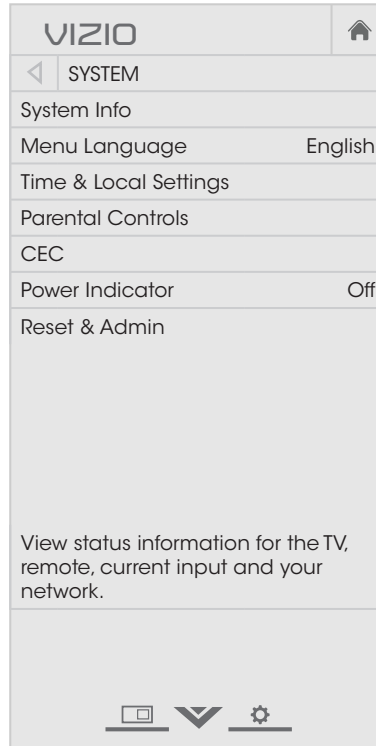 VIZIO
SYSTEM
System Info
Menu Language English
Time & Local Settings
Parental Controls
CEC
Power Indicator Off
Reset & Admin
View status information for the TV,
remote, current input and your
network.